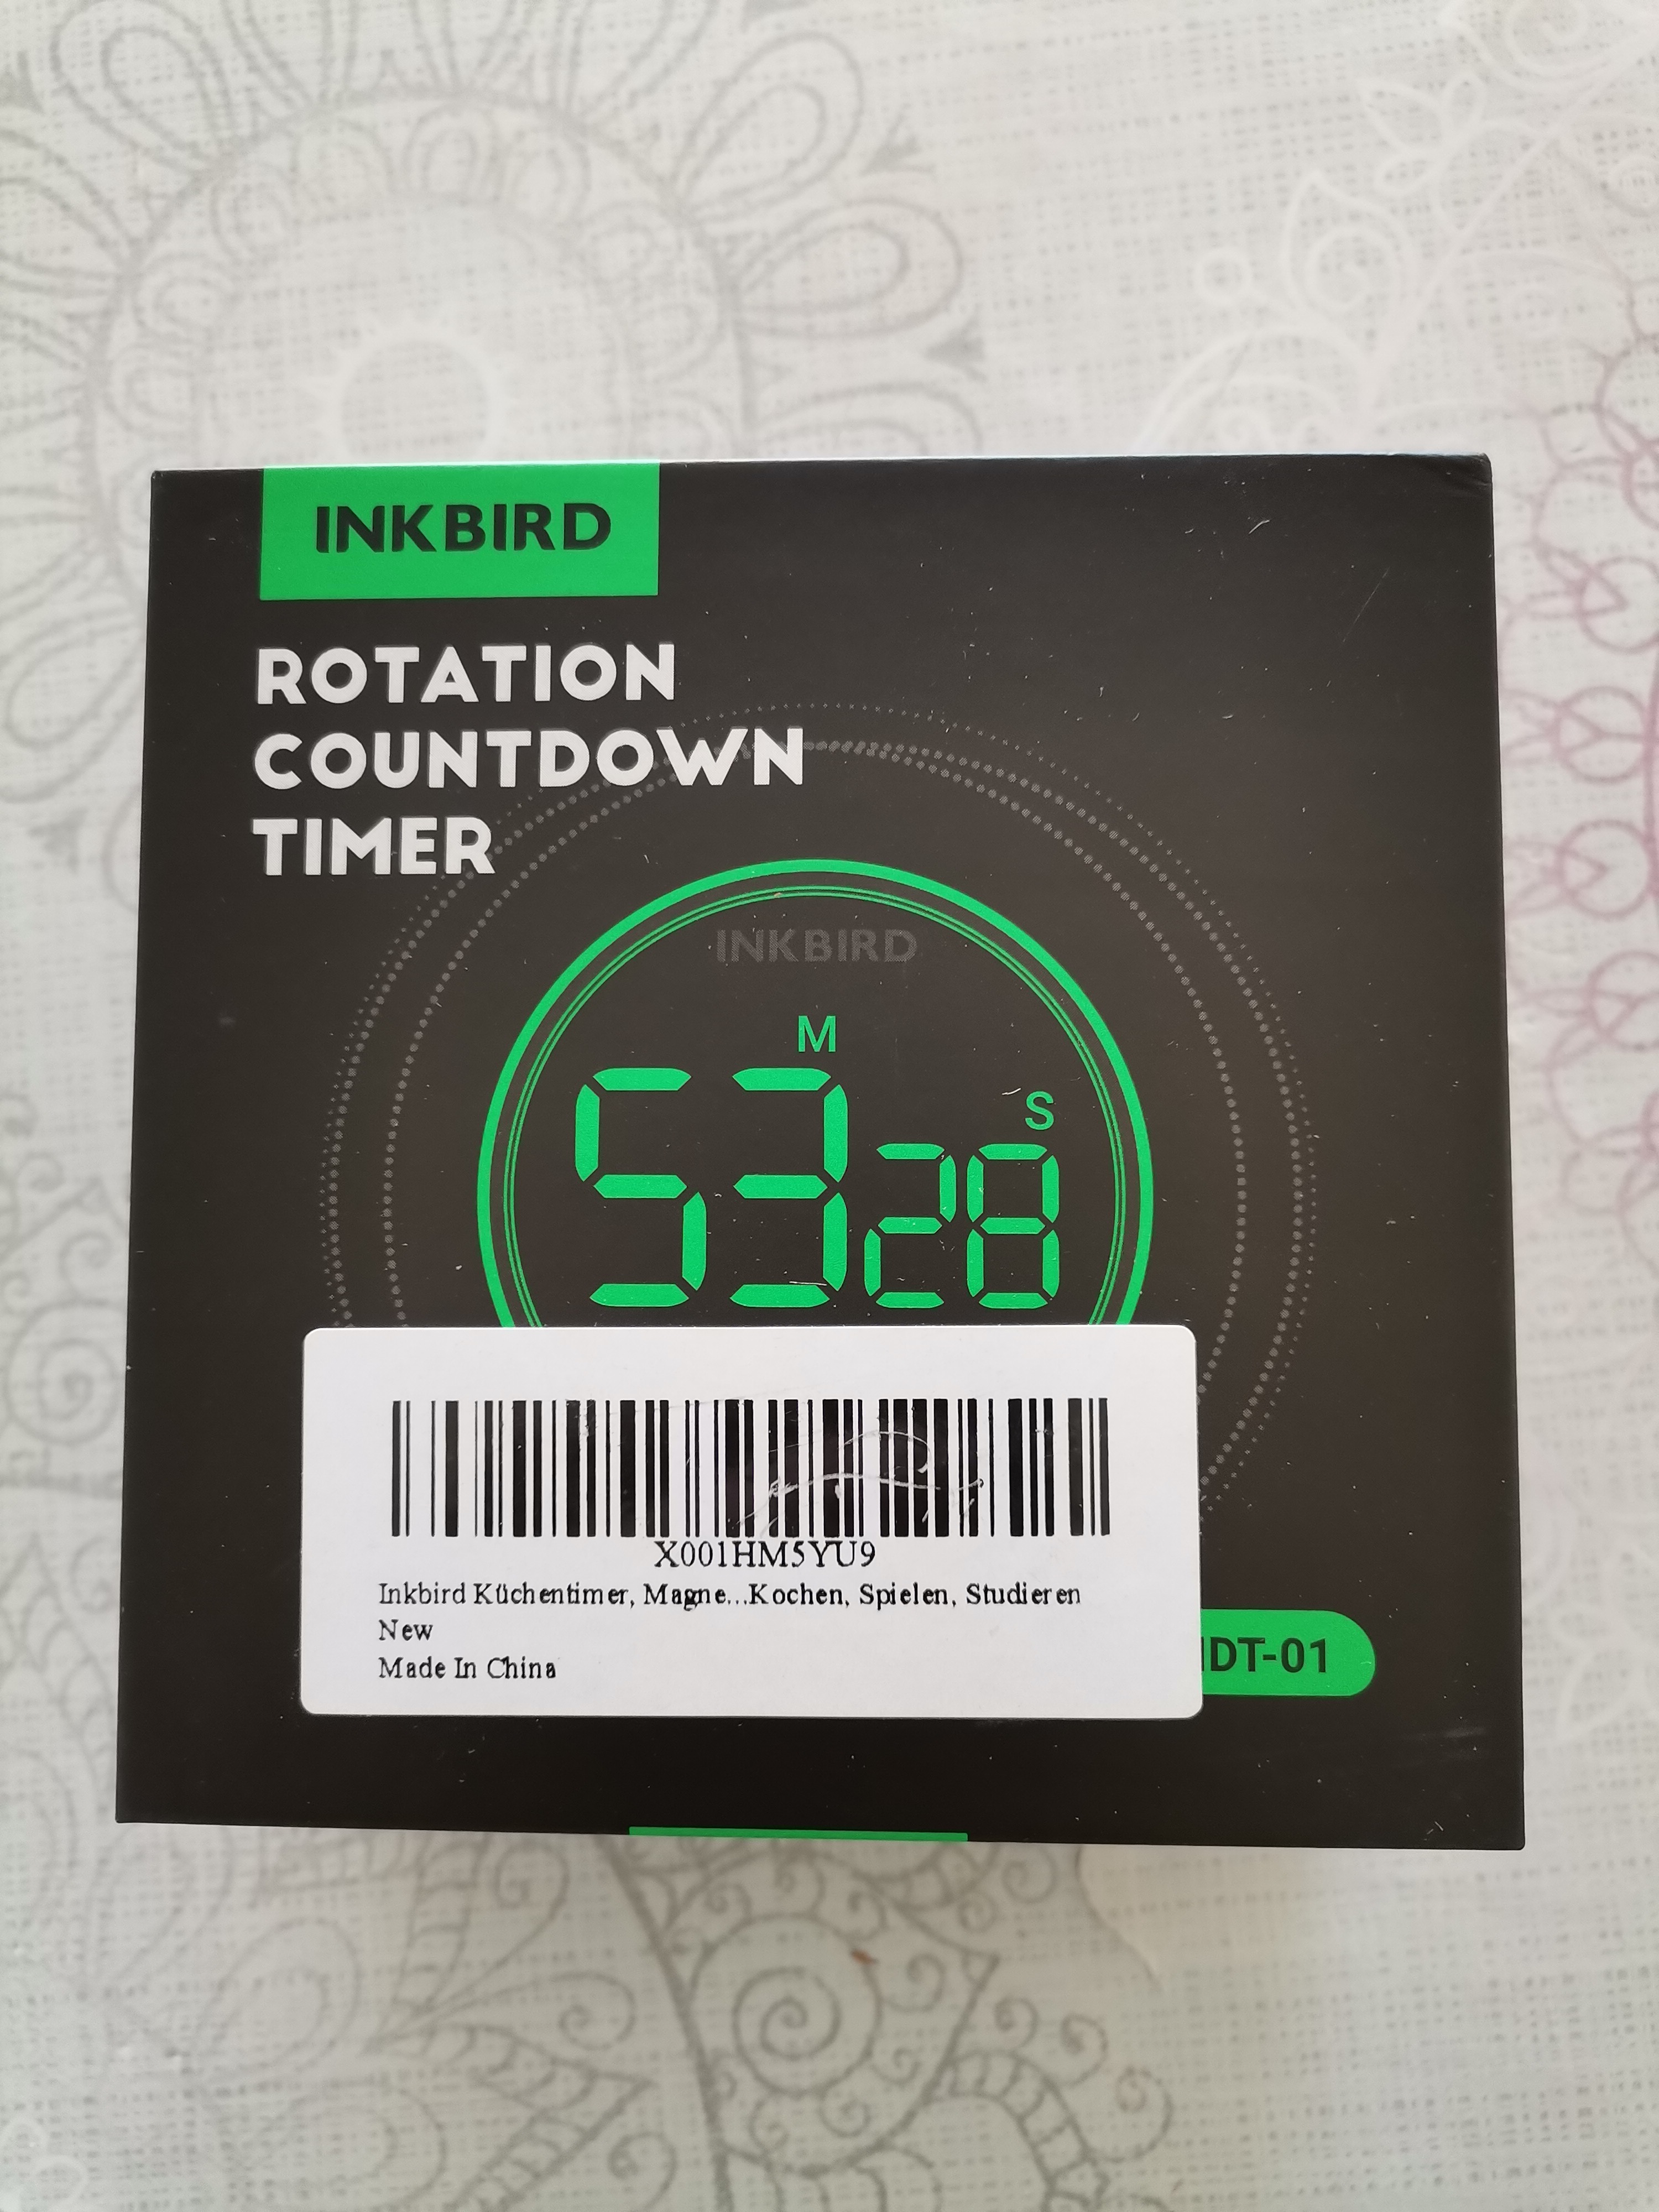 INKBIRD
ROTATION
COUNTDOWN
TIMER
INKBIRD
M
S
53 28
X001HM5YU9
Inkbird Küchentimer, Magne...Kochen, Spielen, Studieren
New
Made In China
IDT-01